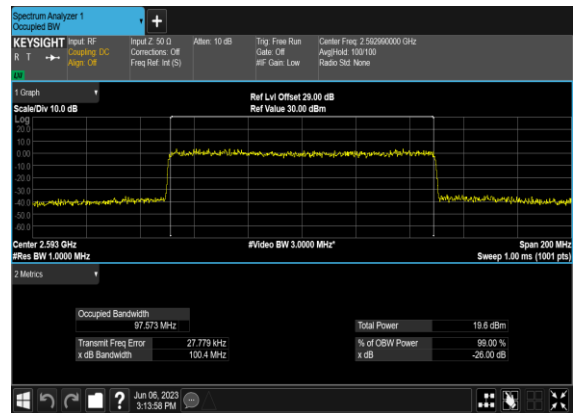 Spectrum Analyzer 1
Occupied BW
KEYSIGHT Input: RF Input Z: 50 Ω Atten: 10 dB Trig: Free Run Center Freq: 2.592990000 GHz
R T Coupling: DC Corrections: Off Gate: Off Avg|Hold: 100/100
Align: Off Freq Ref: Int (S) #IF Gain: Low Radio Std: None
1 Graph
Ref Lvl Offset 29.00 dB
Scale/Div 10.0 dB Ref Value 30.00 dBm
Log
20.0
10.0
0.00
-10.0
-20.0
-30.0
-40.0
-50.0
-60.0
Center 2.593 GHz #Video BW 3.0000 MHz* Span 200 MHz
#Res BW 1.0000 MHz Sweep 1.00 ms (1001 pts)
2 Metrics
Occupied Bandwidth
97.573 MHz Total Power 19.6 dBm
Transmit Freq Error 27.779 kHz % of OBW Power 99.00 %
x dB Bandwidth 100.4 MHz x dB -26.00 dB
?
Jun 06, 2023
3:13:58 PM